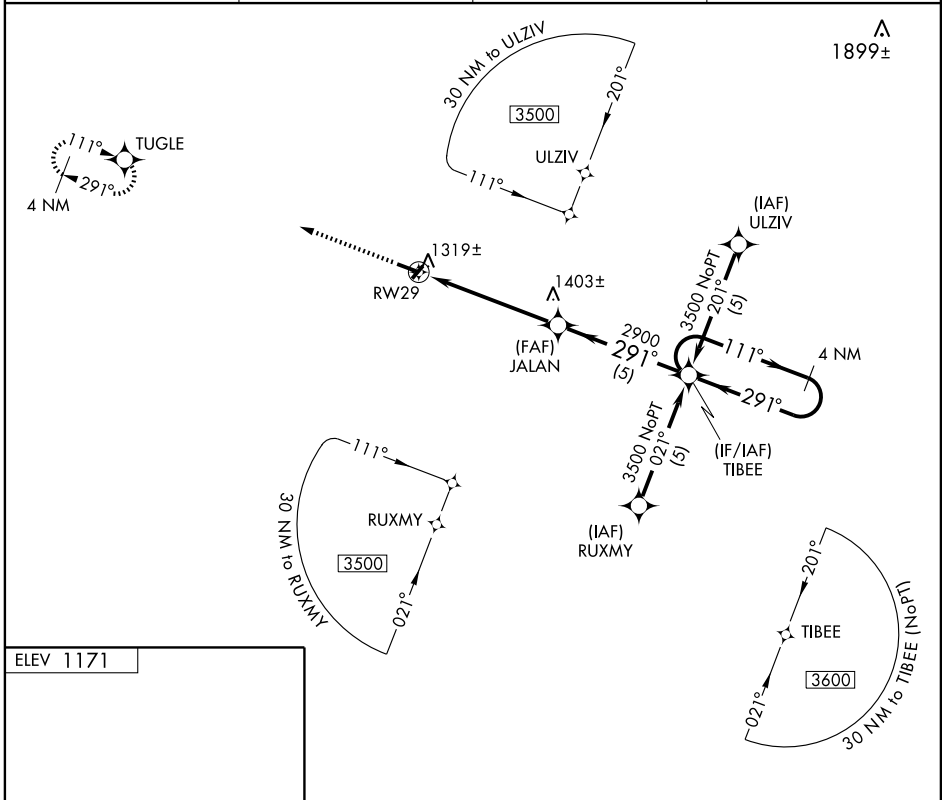 1899±
30 NM to ULZIV
201°
3500
ULZIV
111°
111°
TUGLE
291°
4 NM
(IAF)
ULZIV
1319±
RW29
1403±
(FAF)
JALAN
2900
291°
(5)
3500 NoPT
201°
(5)
111°
4 NM
291°
(IF/IAF)
TIBEE
3500 NoPT
021°
(5)
(IAF)
RUXMY
111°
30 NM to RUXMY
RUXMY
3500
021°
201°
TIBEE
3600
30 NM to TIBEE (NoPT)
021°
ELEV 1171